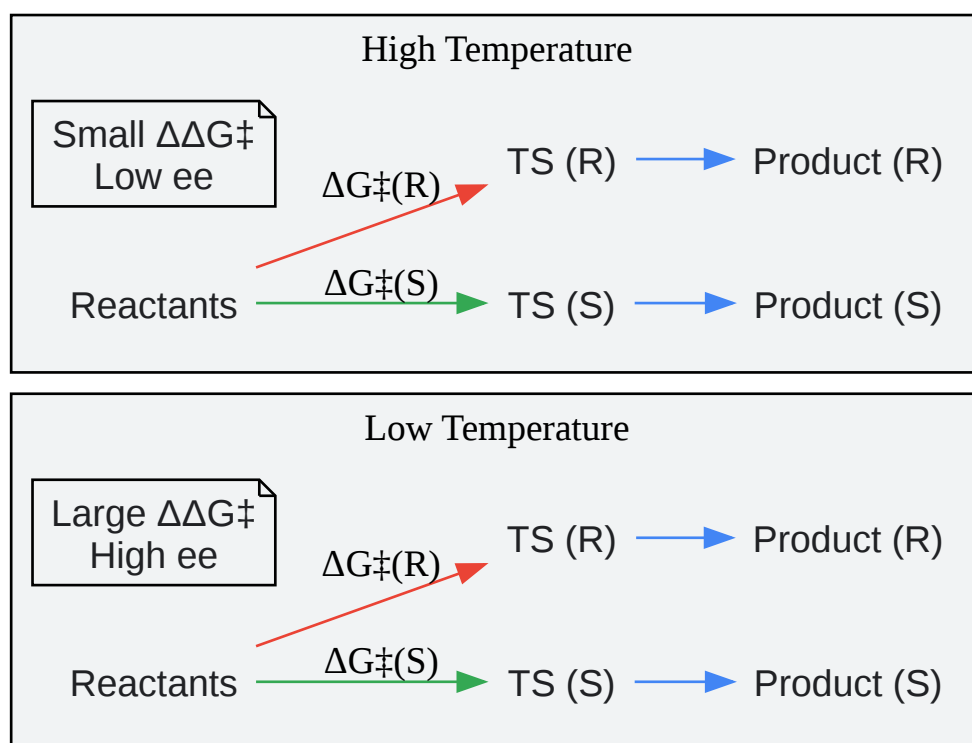 High Temperature
Small ΔΔG‡
Low ee
ΔG‡(R)
TS (R)
Product (R)
Reactants
ΔG‡(S)
TS (S)
Product (S)
Low Temperature
Large ΔΔG‡
High ee
ΔG‡(R)
TS (R)
Product (R)
Reactants
ΔG‡(S)
TS (S)
Product (S)